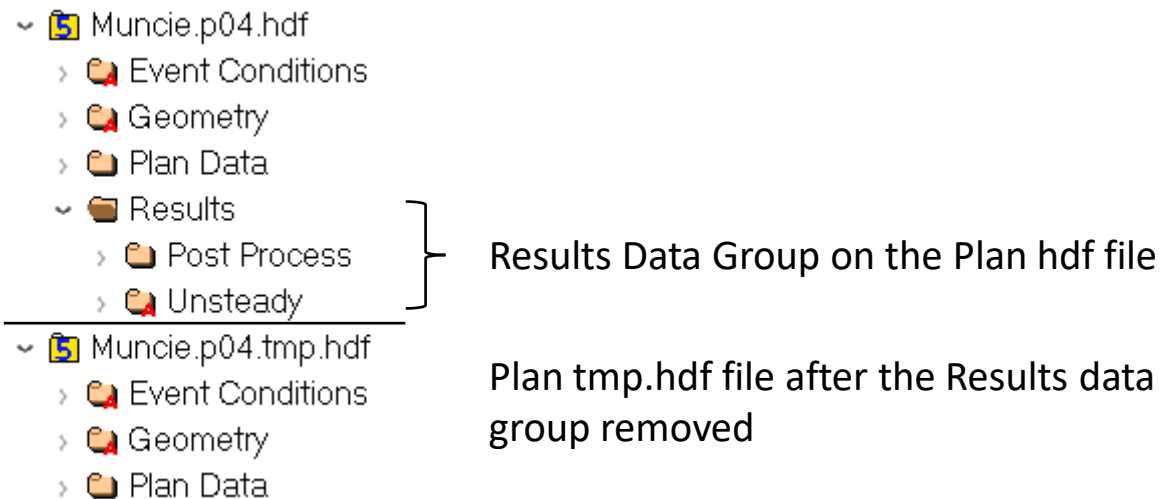 Muncie.p04.hdf
Event Conditions
Geometry
Plan Data
Results
Post Process
Results Data Group on the Plan hdf file
Unsteady
Muncie.p04.tmp.hdf
Event Conditions
Plan tmp.hdf file after the Results data
group removed
Geometry
Plan Data